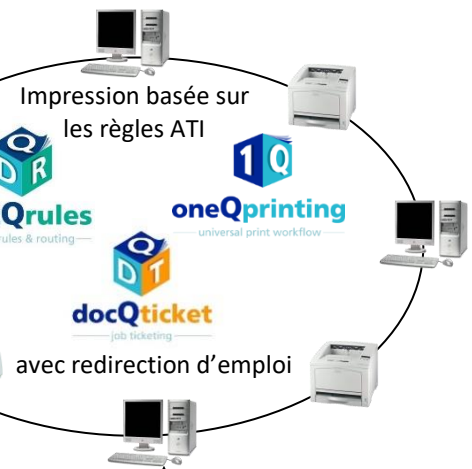 Impression basée sur
les règles ATI
Q
D R
Qrules
rules & routing
1 Q
oneQprinting
universal print workflow
Q
D T
docQticket
job ticketing
avec redirection d'emploi